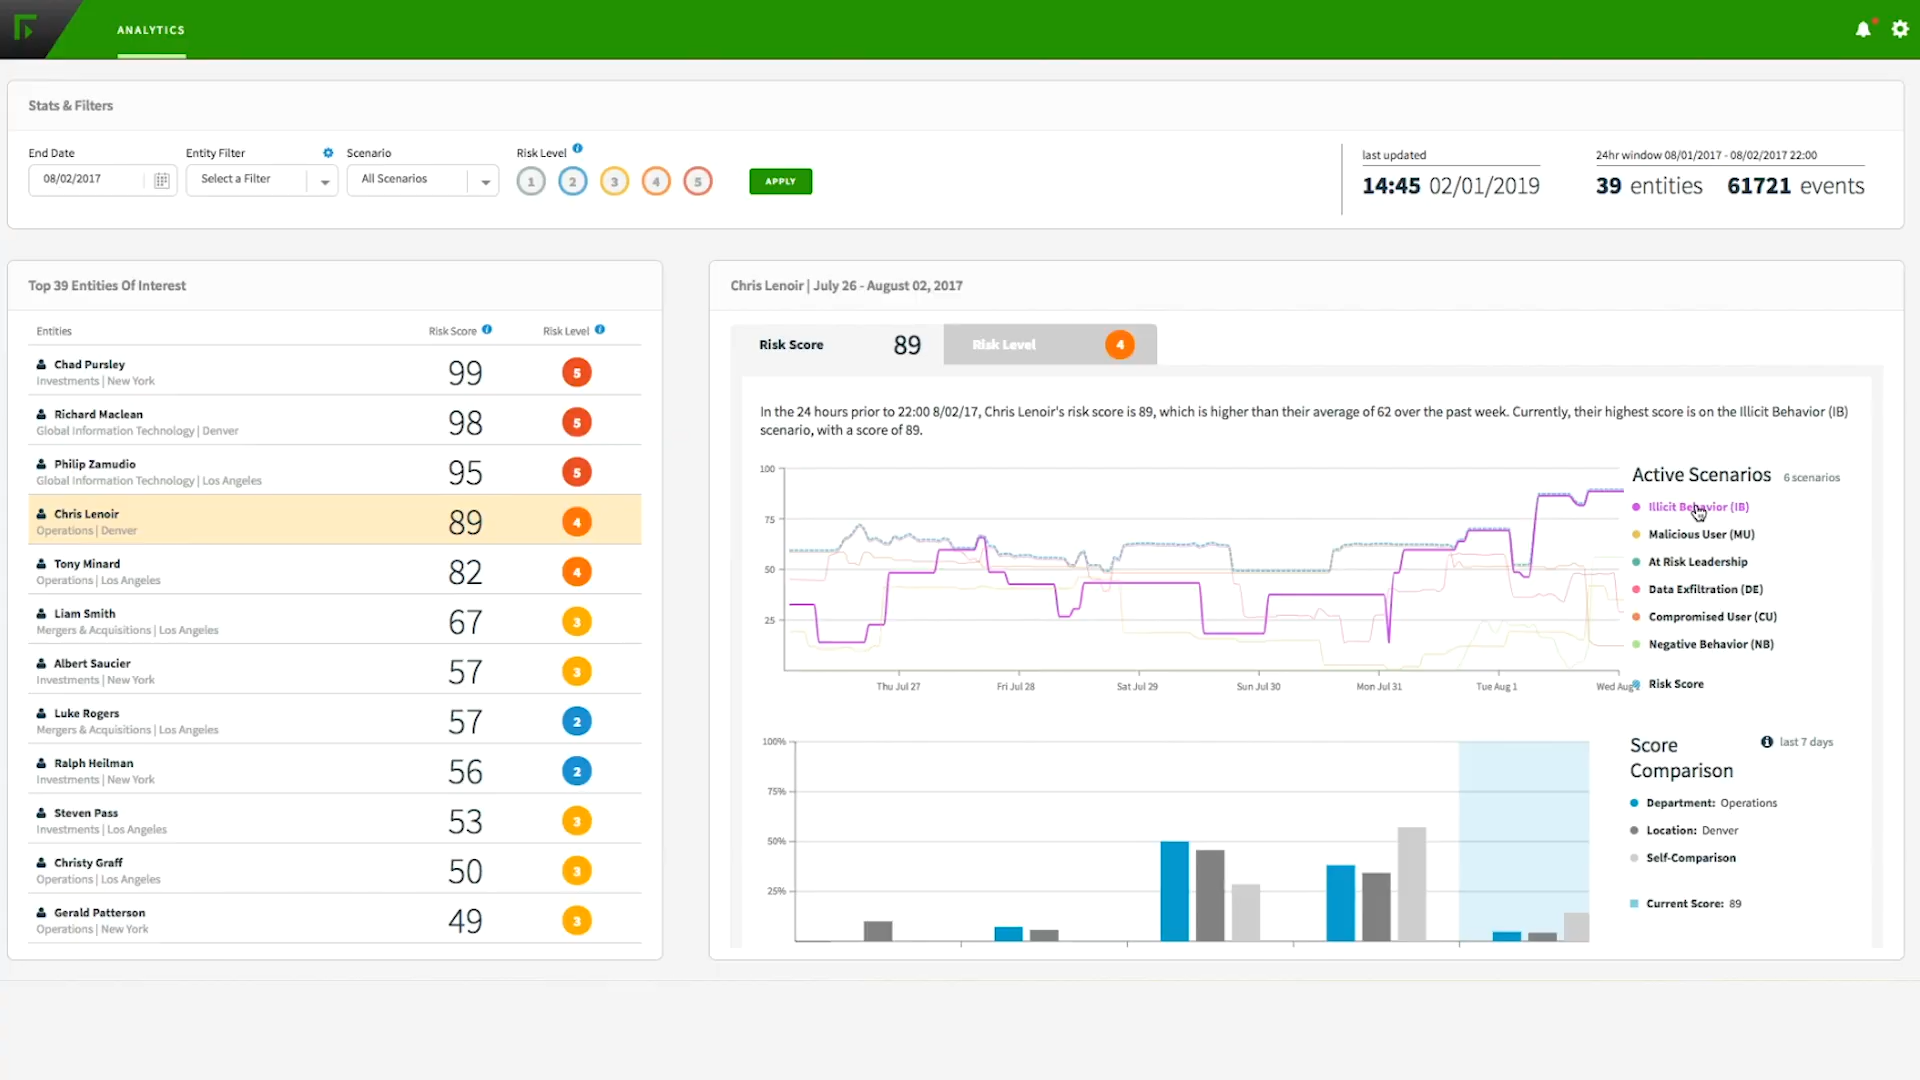 ANALYTICS
Stats & Filters
End Date
Entity Filter
Scenario
Risk Level
08/02/2017
Select a Filter
All Scenarios
1 2 3 4 5
APPLY
last updated
14:45 02/01/2019
24hr window 08/01/2017 - 08/02/2017 22:00
39 entities 61721 events
Top 39 Entities Of Interest
Entities Risk Score Risk Level
Chad Pursley
Investments | New York
99 5
Richard Maclean
Global Information Technology | Denver
98 5
Philip Zamudio
Global Information Technology | Los Angeles
95 5
Chris Lenoir
Operations | Denver
89 4
Tony Minard
Operations | Los Angeles
82 4
Liam Smith
Mergers & Acquisitions | Los Angeles
67 3
Albert Saucier
Investments | New York
57 3
Luke Rogers
Mergers & Acquisitions | Los Angeles
57 2
Ralph Heilman
Investments | New York
56 2
Steven Pass
Investments | Los Angeles
53 3
Christy Graff
Operations | Los Angeles
50 3
Gerald Patterson
Operations | New York
49 3
Chris Lenoir | July 26 - August 02, 2017
Risk Score 89
Risk Level 4
In the 24 hours prior to 22:00 8/02/17, Chris Lenoir's risk score is 89, which is higher than their average of 62 over the past week. Currently, their highest score is on the Illicit Behavior (IB)
scenario, with a score of 89.
100
75
50
25
Thu Jul 27 Fri Jul 28 Sat Jul 29 Sun Jul 30 Mon Jul 31 Tue Aug 1 Wed Aug
Active Scenarios 6 scenarios
Illicit Behavior (IB)
Malicious User (MU)
At Risk Leadership
Data Exfiltration (DE)
Compromised User (CU)
Negative Behavior (NB)
Risk Score
100%
75%
50%
25%
Score
Comparison
last 7 days
Department: Operations
Location: Denver
Self-Comparison
Current Score: 89